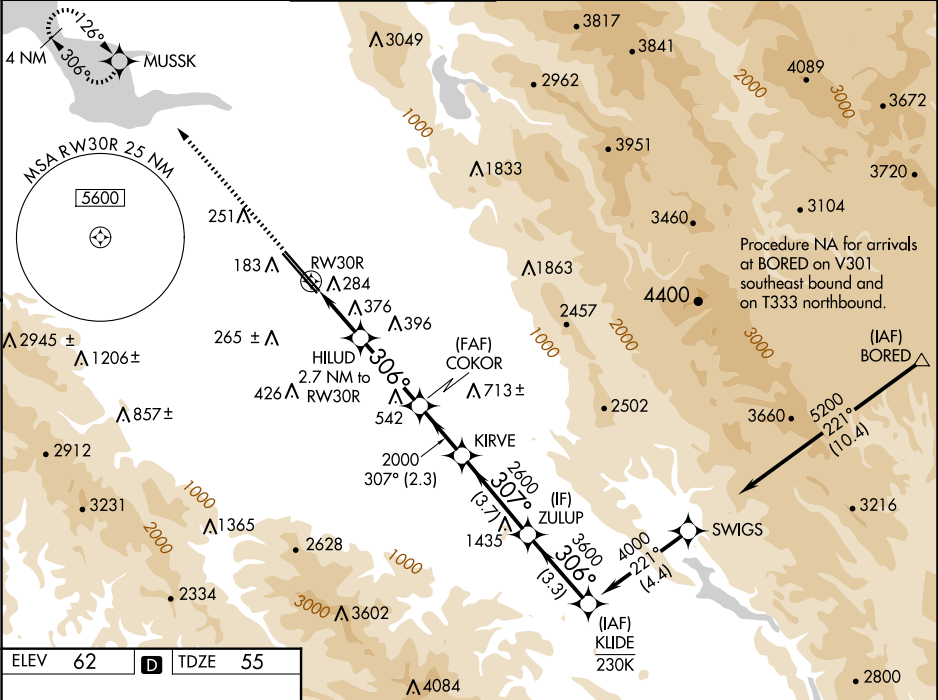 126°
4 NM
306°
MUSSK
MSA RW30R 25 NM
5600
3049
3817
3841
2962
4089
2000
3000
3672
1000
1833
3951
3720
3460
3104
Procedure NA for arrivals
at BORED on V301
southeast bound and
on T333 northbound.
251
183
RW30R
284
376
396
265 ±
1863
2457
4400
1000
2000
3000
(IAF)
BORED
2945 ±
1206 ±
857 ±
HILUD
2.7 NM to
RW30R
306°
(FAF)
COKOR
426
542
713 ±
2502
3660
5200
221°
(10.4)
2912
3231
1000
2000
1365
2000
307° (2.3)
KIRVE
2600
307°
(3.7)
1435
(IF)
ZULUP
3600
306°
(3.3)
4000
221°
(4.4)
SWIGS
3216
2628
1000
2334
3000
3602
(IAF)
KLIDE
230K
2800
4084
ELEV 62
D
TDZE 55